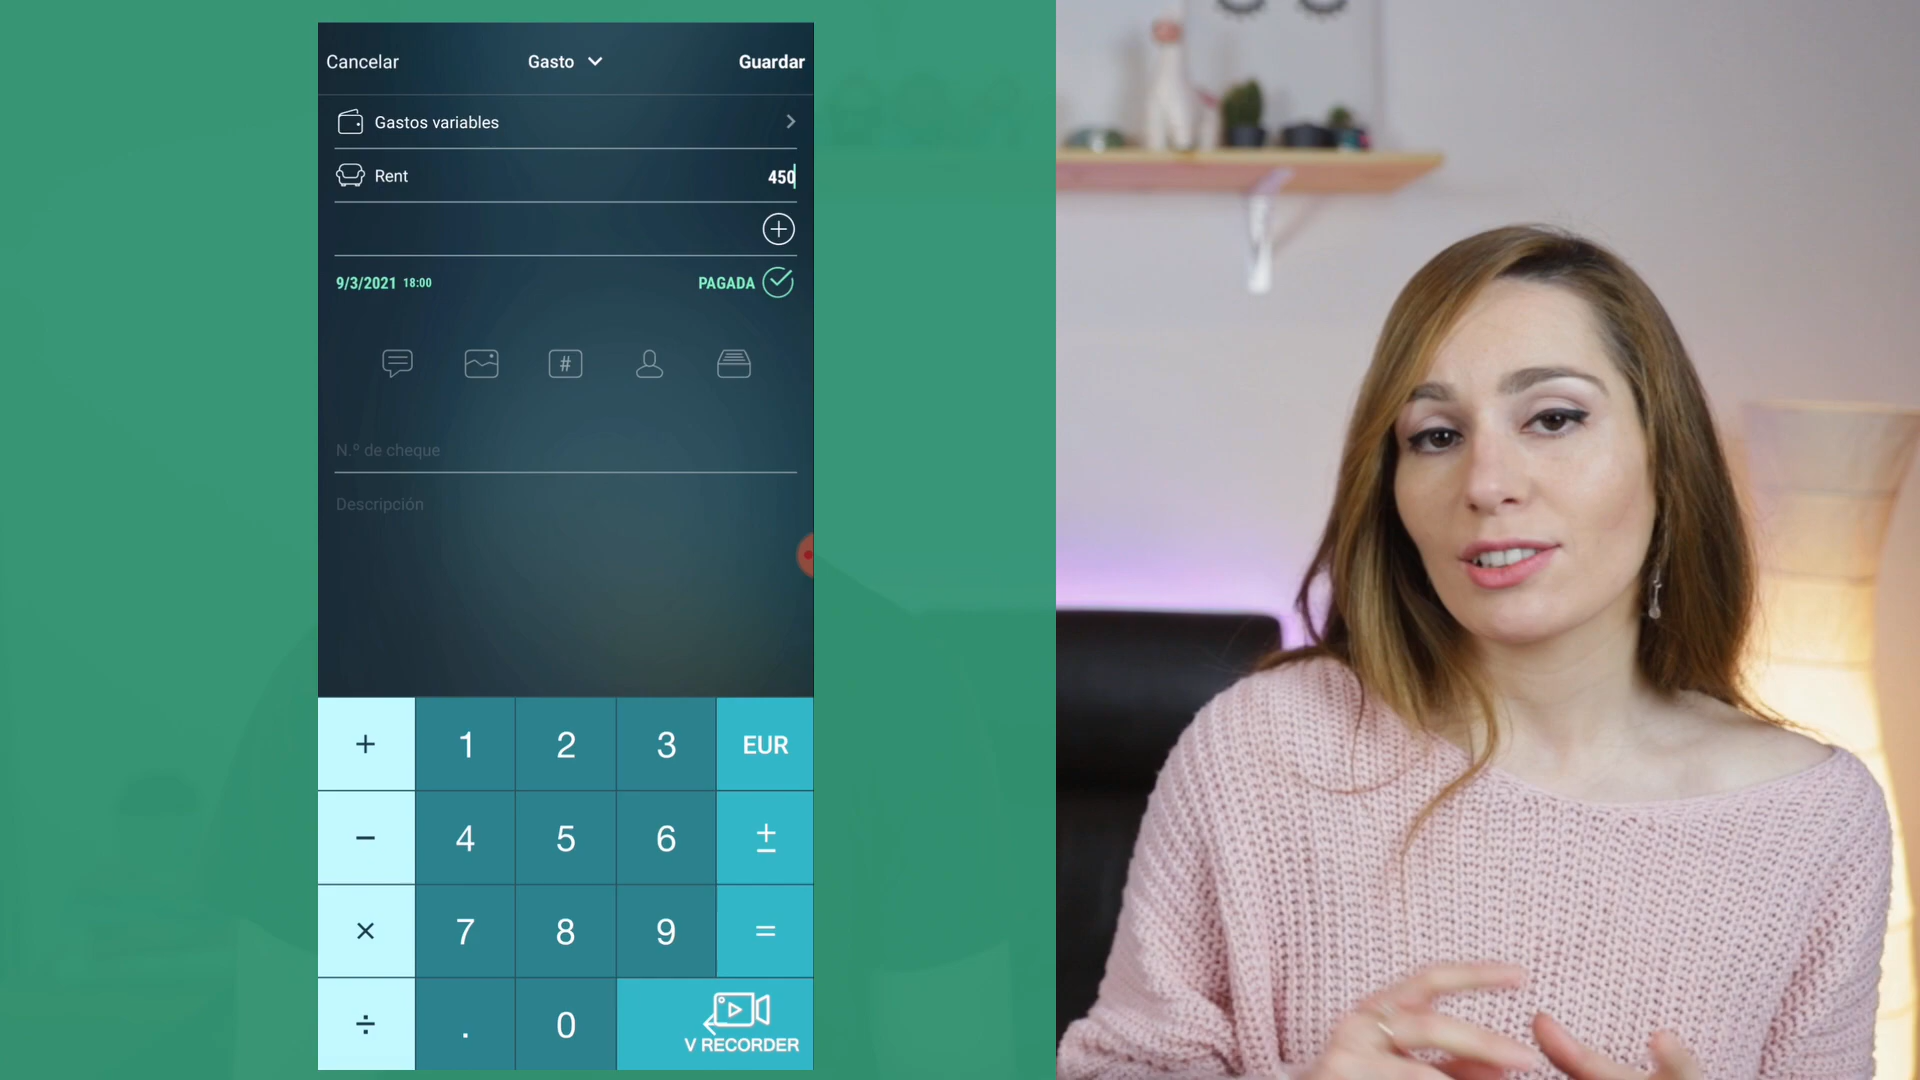 Cancelar Gasto Guardar
Gastos variables
Rent 450
9/3/2021 18:00 PAGADA
#
N.º de cheque
Descripción
+ 1 2 3 EUR
− 4 5 6 ±
× 7 8 9 =
÷ . 0
V RECORDER